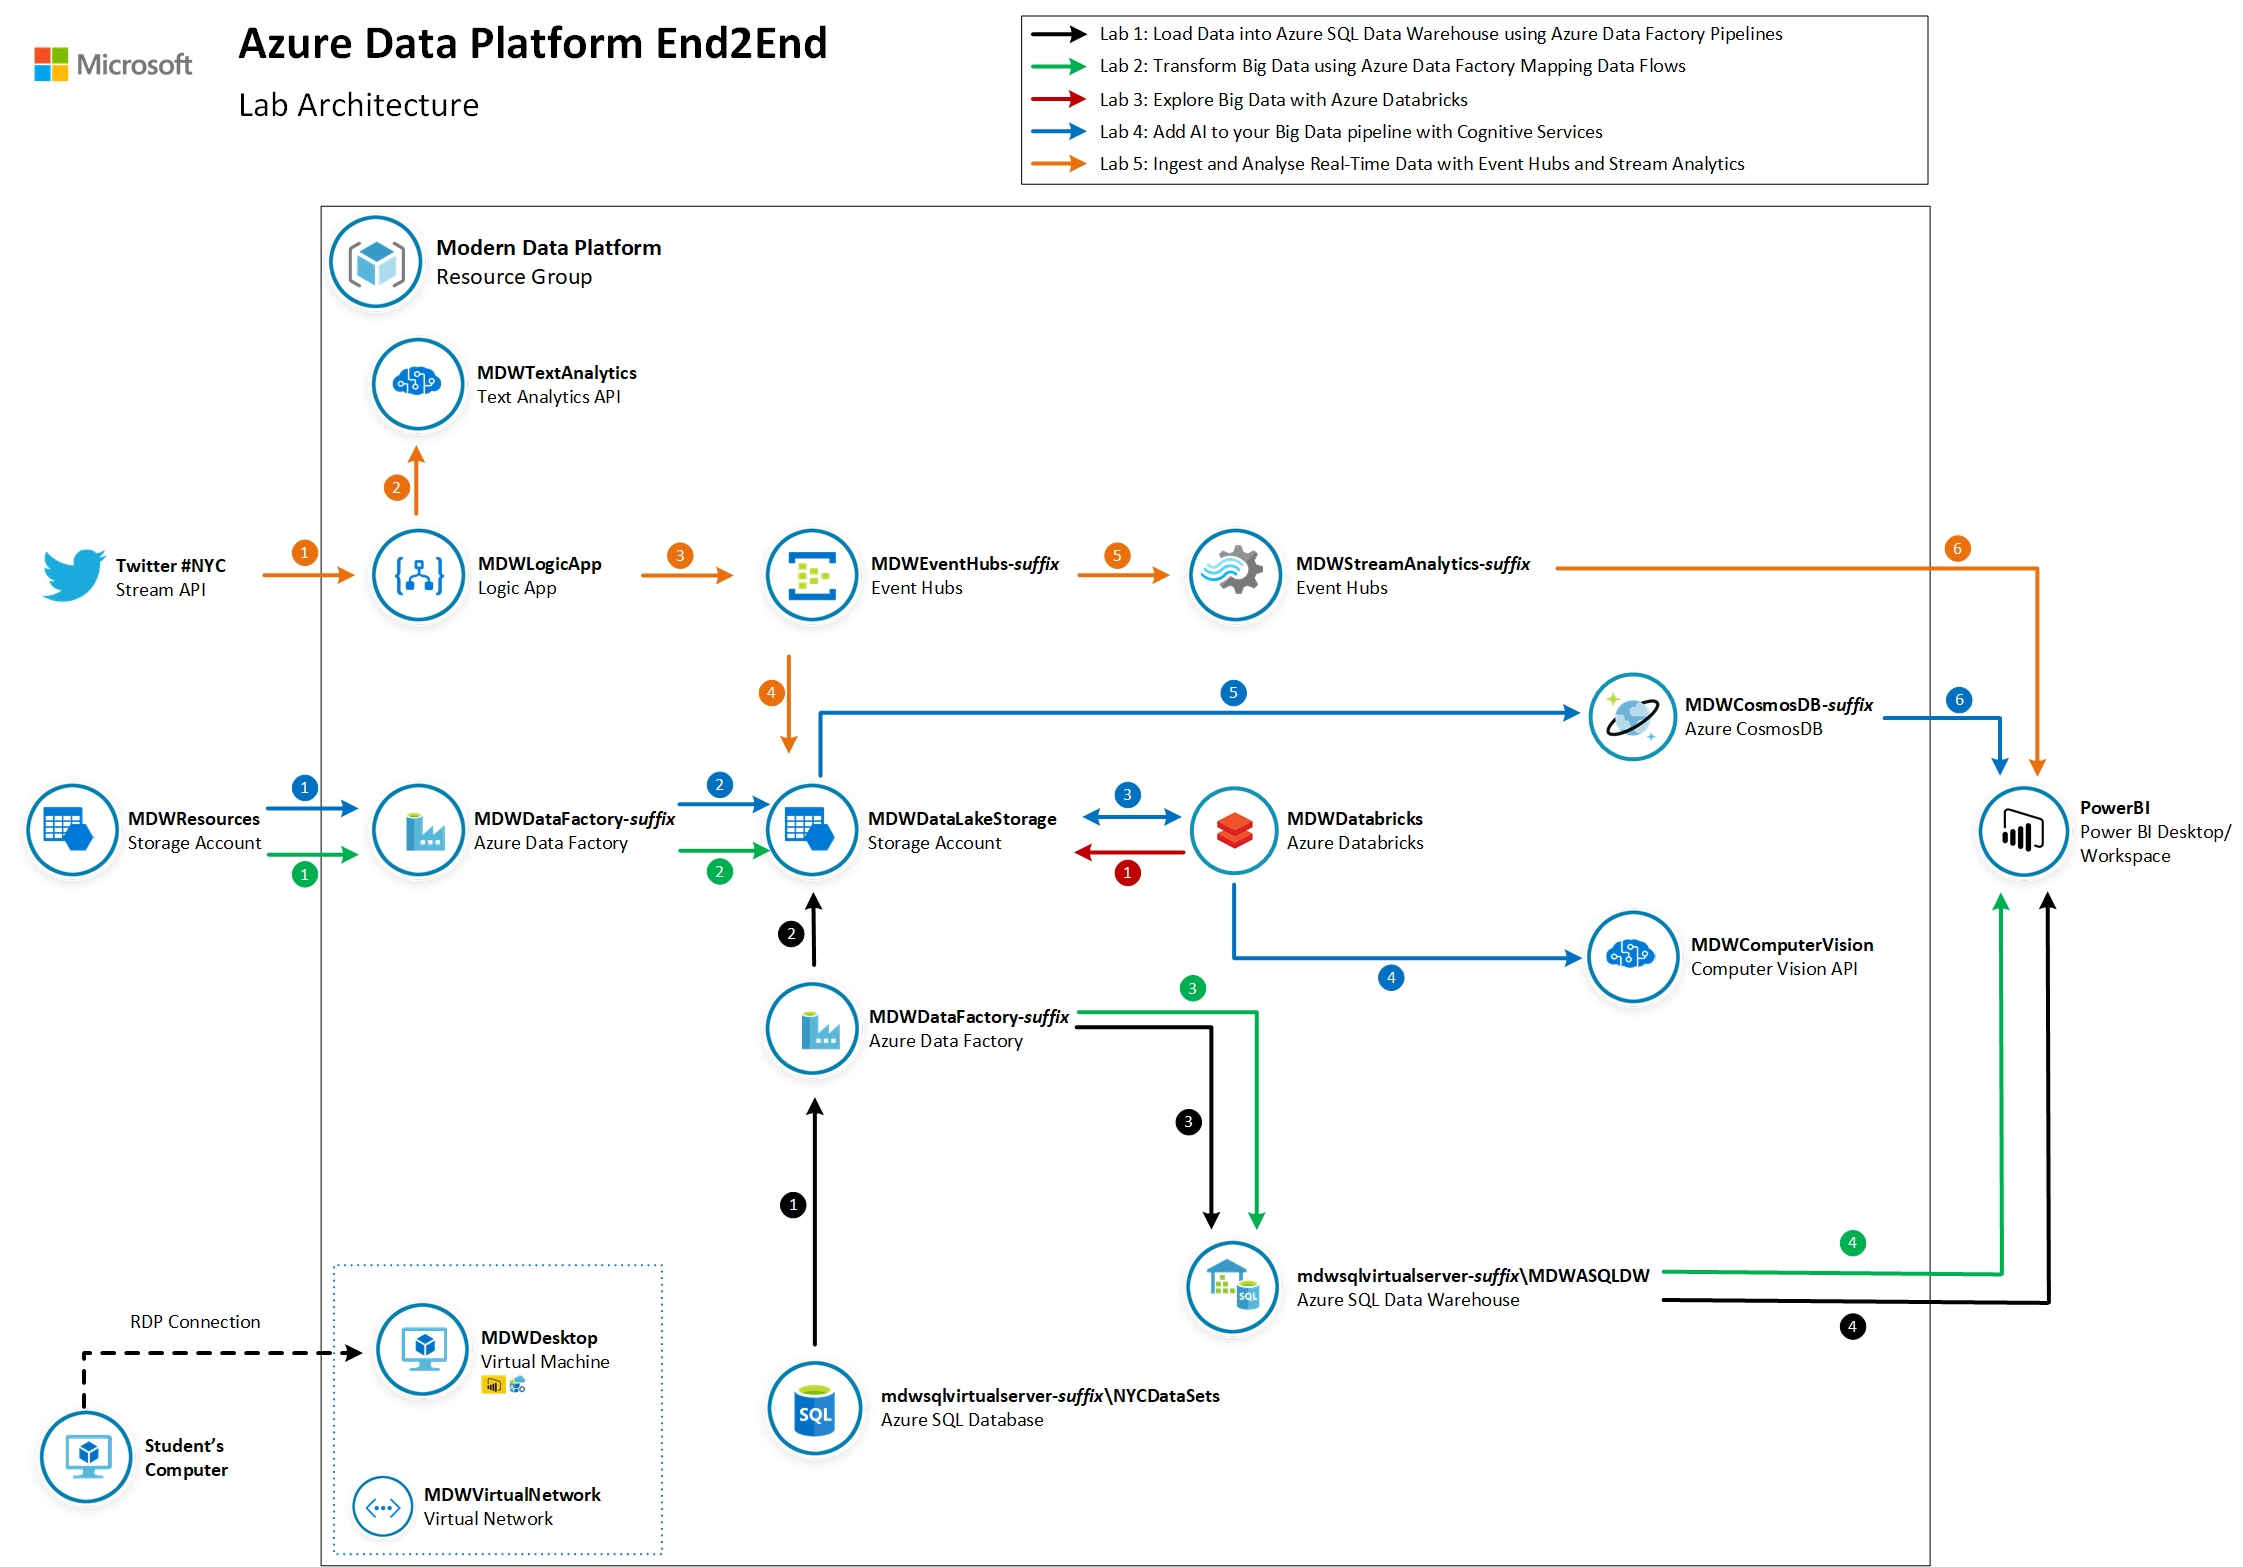 Microsoft
Azure Data Platform End2End
Lab Architecture
Lab 1: Load Data into Azure SQL Data Warehouse using Azure Data Factory Pipelines
Lab 2: Transform Big Data using Azure Data Factory Mapping Data Flows
Lab 3: Explore Big Data with Azure Databricks
Lab 4: Add AI to your Big Data pipeline with Cognitive Services
Lab 5: Ingest and Analyse Real-Time Data with Event Hubs and Stream Analytics
Modern Data Platform
Resource Group
MDWTextAnalytics
Text Analytics API
2
Twitter #NYC
Stream API
1
MDWLogicApp
Logic App
3
MDWEventHubs-suffix
Event Hubs
5
MDWStreamAnalytics-suffix
Event Hubs
6
4
5
MDWCosmosDB-suffix
Azure CosmosDB
6
MDWResources
Storage Account
1
1
MDWDataFactory-suffix
Azure Data Factory
2
2
MDWDataLakeStorage
Storage Account
3
1
MDWDatabricks
Azure Databricks
PowerBI
Power BI Desktop/
Workspace
2
4
MDWComputerVision
Computer Vision API
MDWDataFactory-suffix
Azure Data Factory
3
3
1
mdwsqlvirtualserver-suffix\MDWASQLDW
Azure SQL Data Warehouse
SQL
4
4
RDP Connection
MDWDesktop
Virtual Machine
SQL
mdwsqlvirtualserver-suffix\NYCDataSets
Azure SQL Database
Student's
Computer
MDWVirtualNetwork
Virtual Network